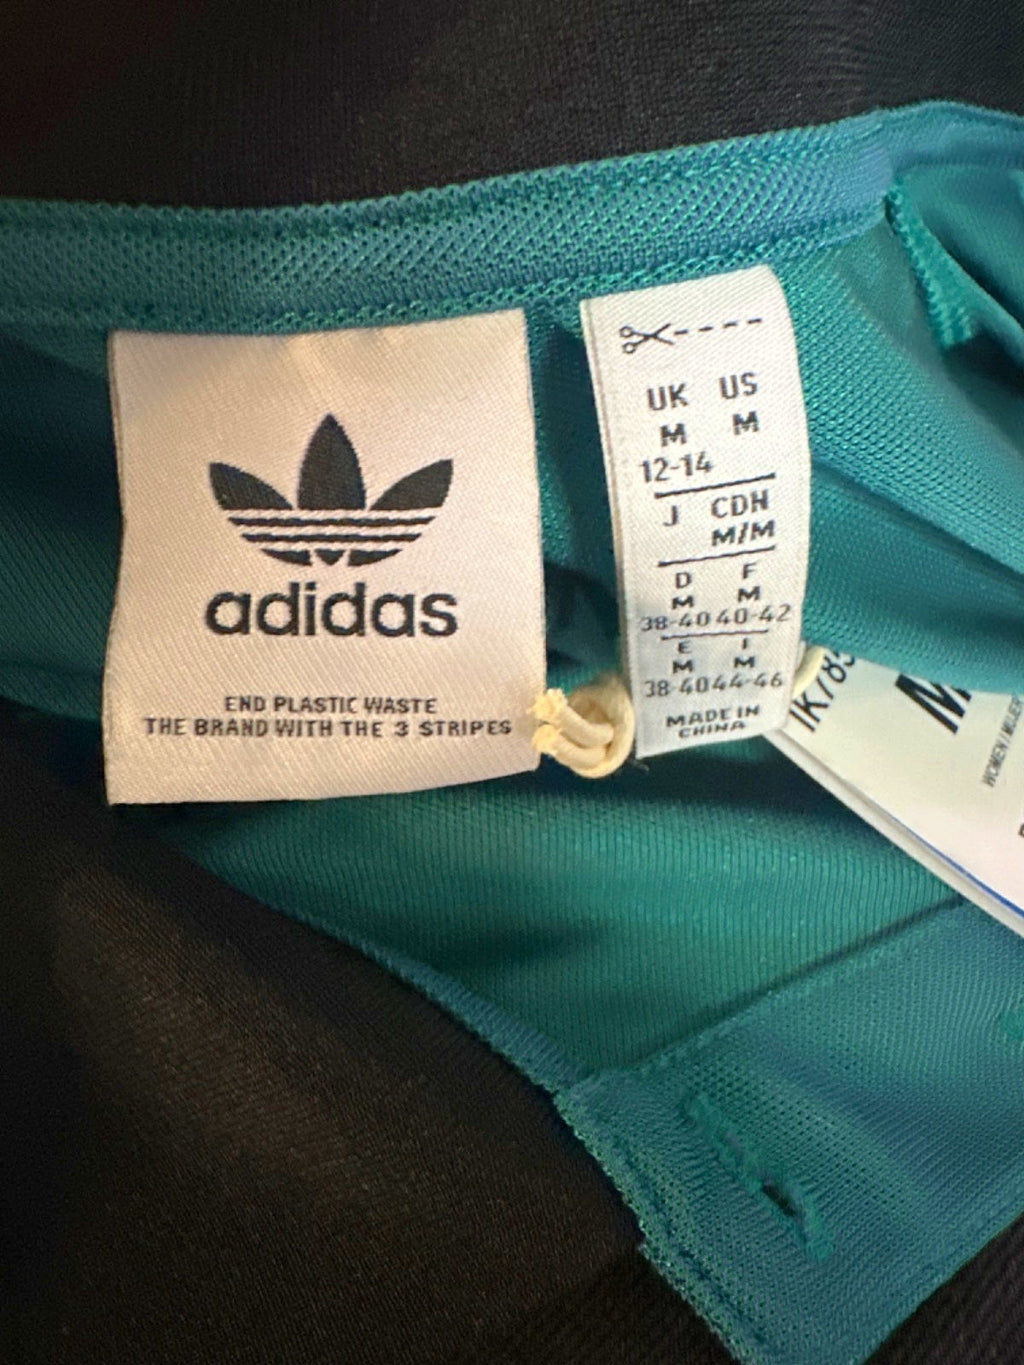 adidas
END PLASTIC WASTE
THE BRAND WITH THE 3 STRIPES
UK US
M M
12-14
J CDN
M/M
D F
M M
38-40 40-42
E I
M M
38-40 44-46
MADE IN
CHINA
M